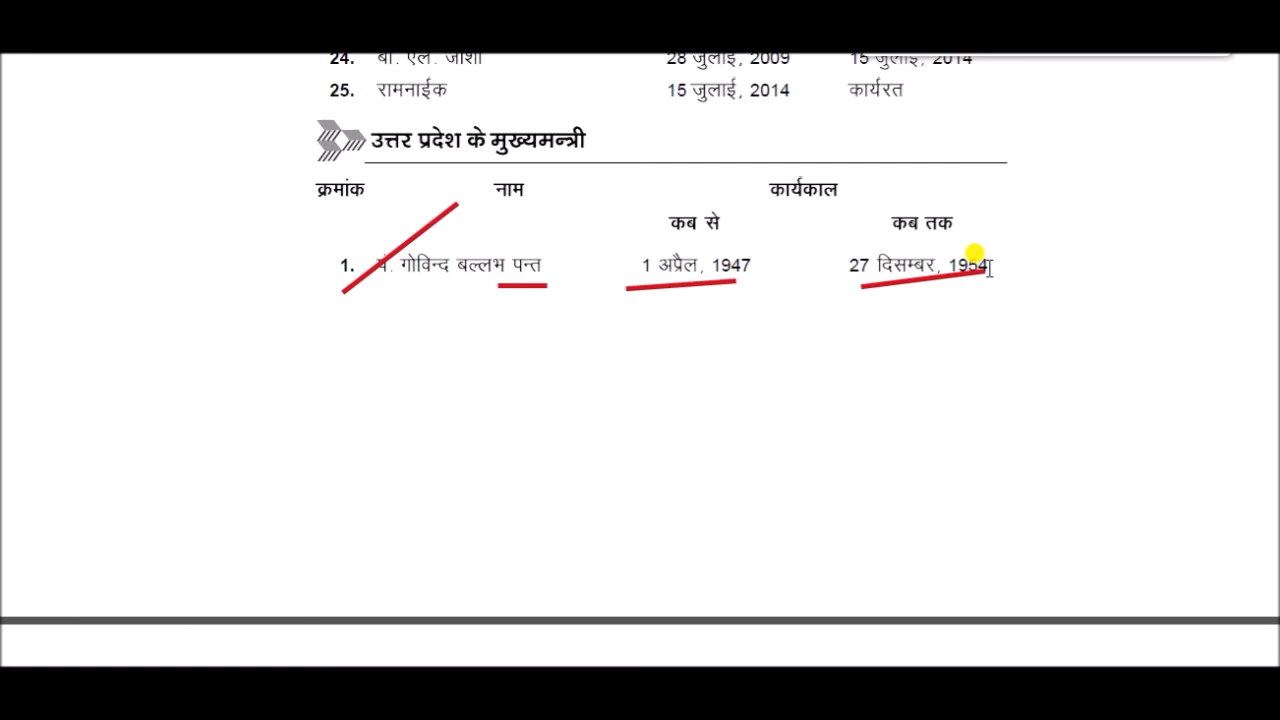 24. बी. एल. जोशी 28 जुलाई, 2009 15 जुलाई, 2014
25. रामनाईक 15 जुलाई, 2014 कार्यरत
उत्तर प्रदेश के मुख्यमन्त्री
क्रमांक नाम कार्यकाल
कब से कब तक
1. पं. गोविन्द बल्लभ पन्त 1 अप्रैल, 1947 27 दिसम्बर, 1954